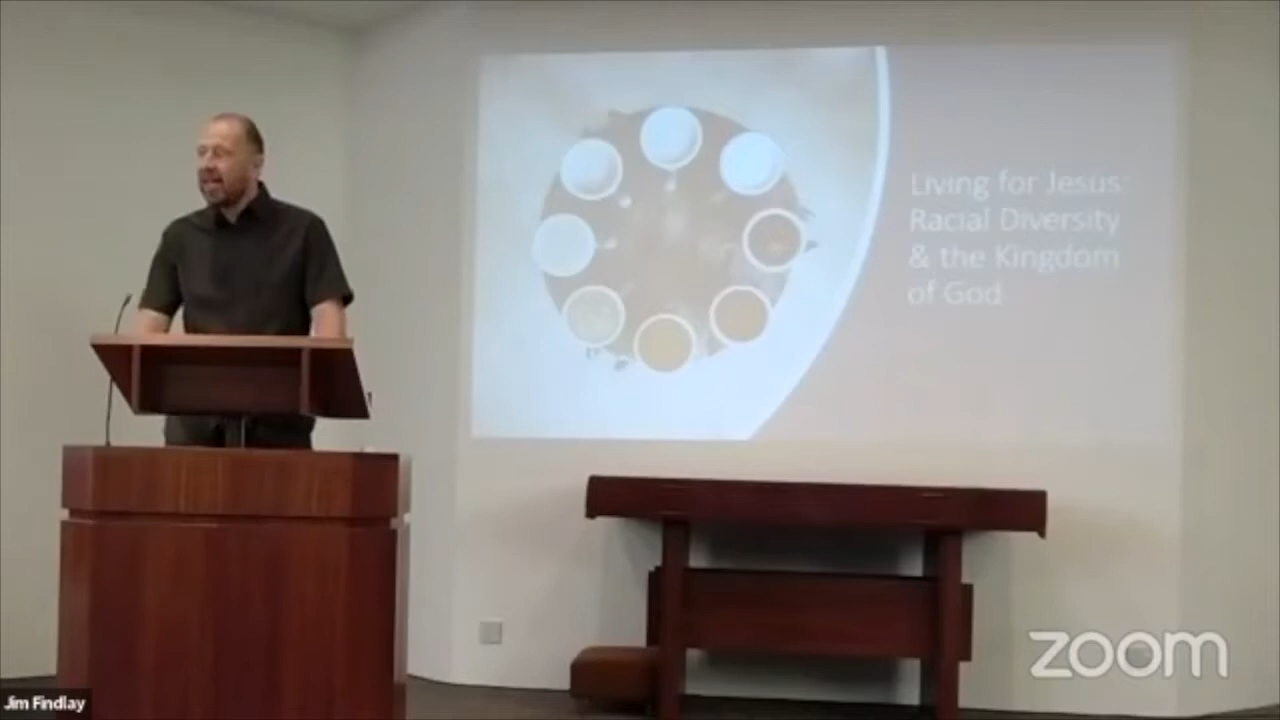 Living for Jesus:
Racial Diversity
& the Kingdom
of God
zoom
Jim Findlay